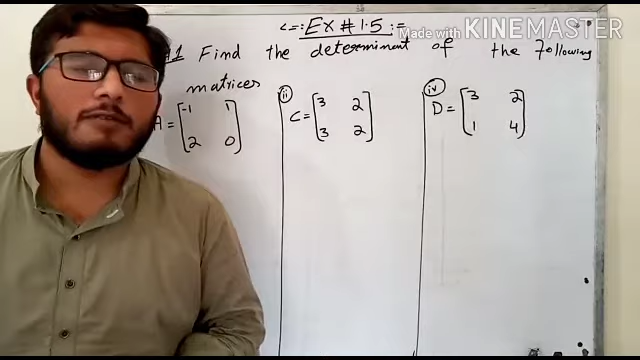 <=: Ex # 1.5 :=
Made with KINEMASTER
1 Find the determinant of the Following
matrices
A = [-1 1
2 0]
(ii) C = [3 2
3 2]
(iv) D = [3 2
1 4]